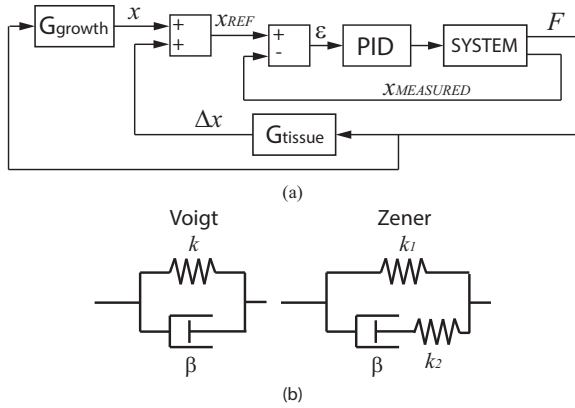 Ggrowth
x
+
+
xREF
+
-
ε
PID
SYSTEM
F
xMEASURED
Δx
Gtissue
(a)
Voigt
k
β
Zener
k1
β
k2
(b)